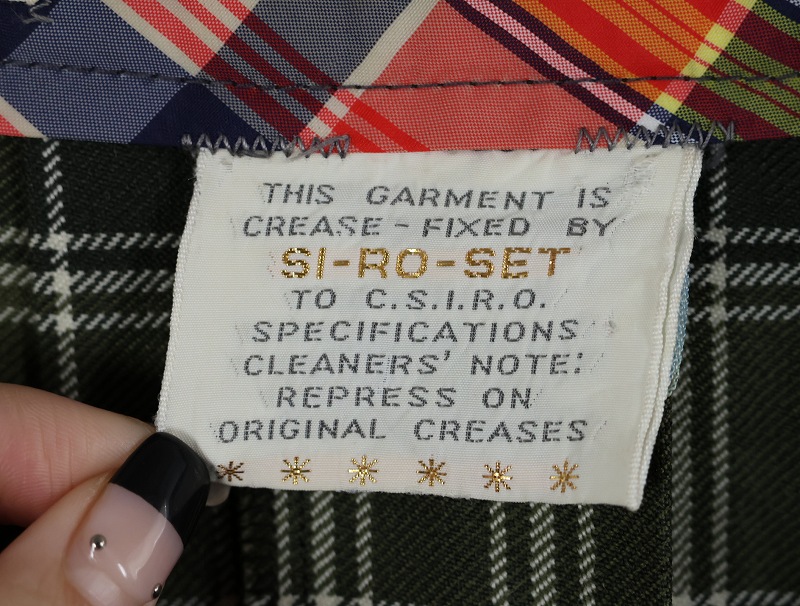 THIS GARMENT IS
CREASE-FIXED BY
SI-RO-SET
TO C.S.I.R.O.
SPECIFICATIONS
CLEANERS' NOTE:
REPRESS ON
ORIGINAL CREASES